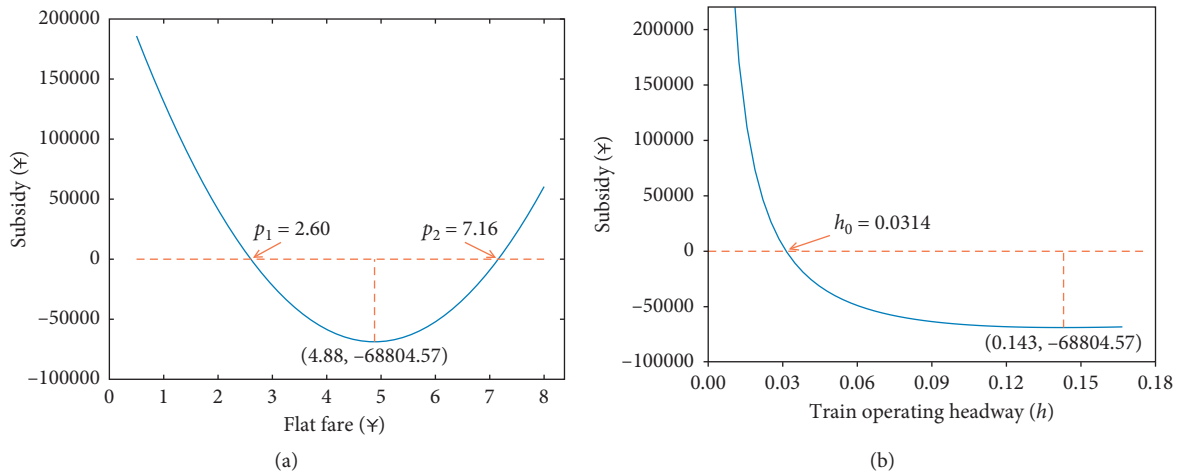 200000
150000
100000
50000
0
−50000
−100000
Subsidy (¥)
p1 = 2.60
p2 = 7.16
(4.88, −68804.57)
0 1 2 3 4 5 6 7 8
Flat fare (¥)
(a)
200000
150000
100000
50000
0
−50000
−100000
Subsidy (¥)
h0 = 0.0314
(0.143, −68804.57)
0.00 0.03 0.06 0.09 0.12 0.15 0.18
Train operating headway (h)
(b)